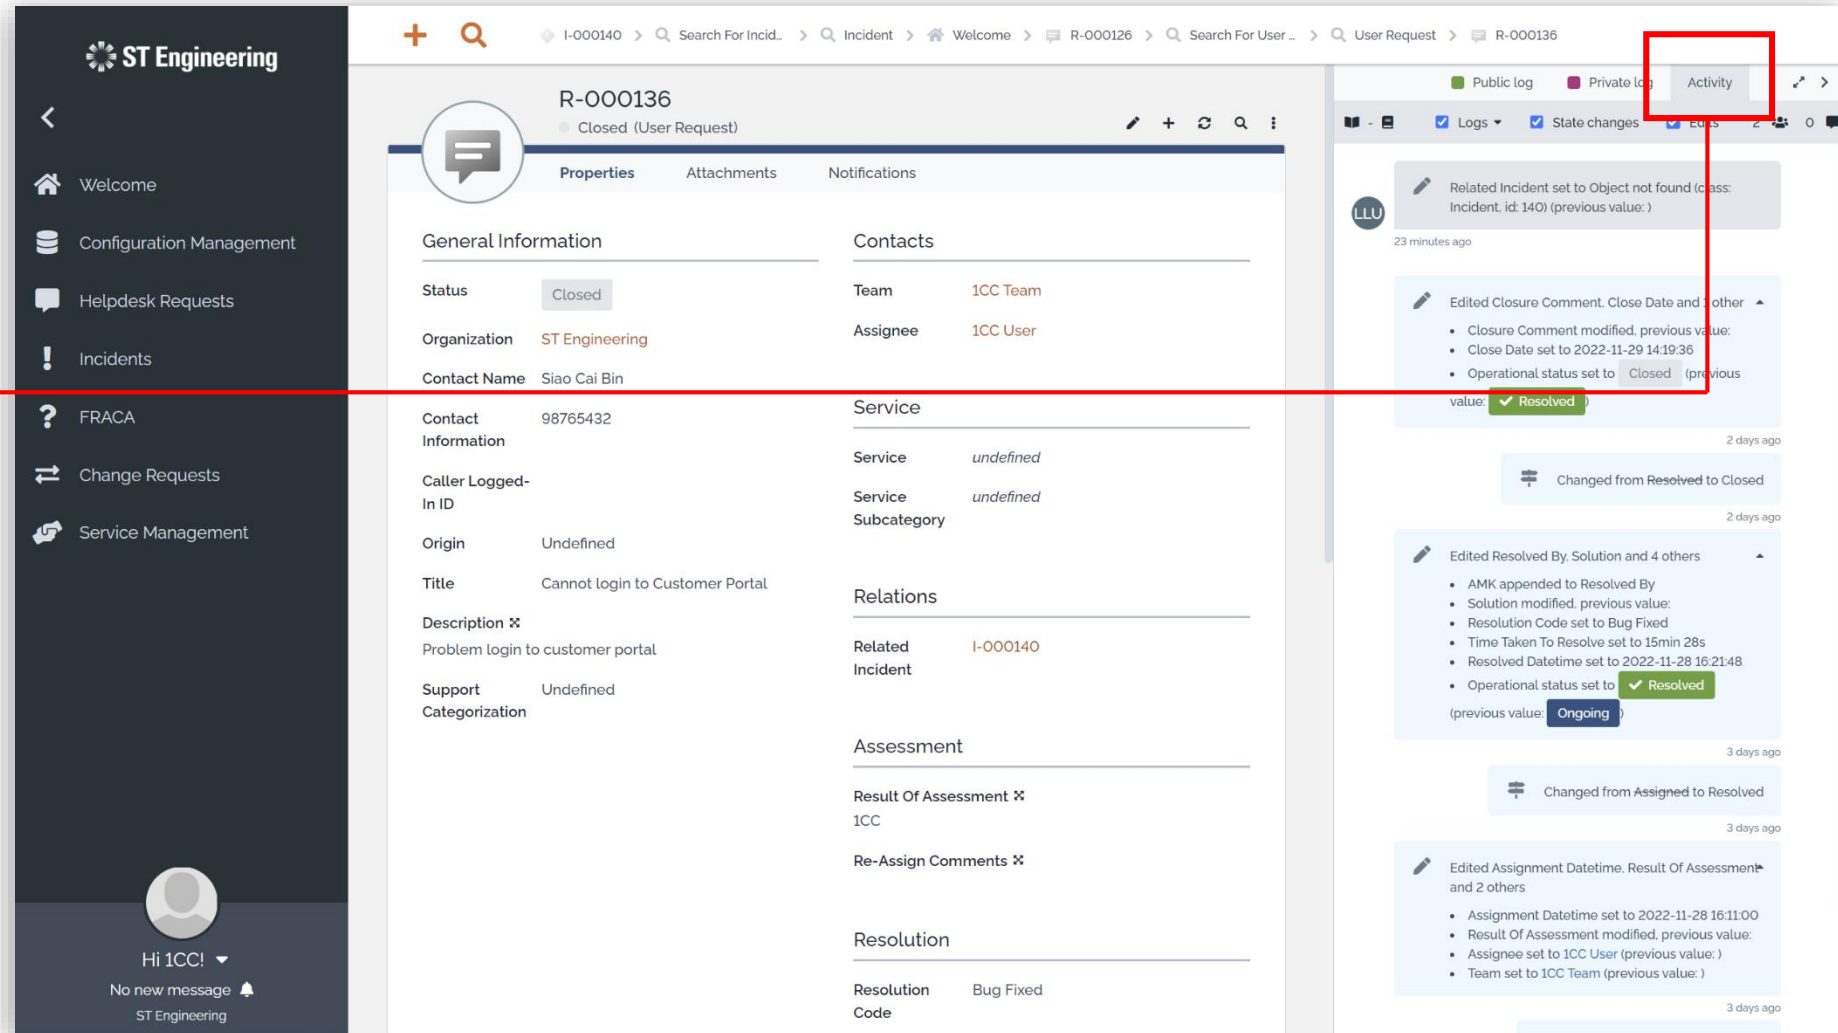 ST Engineering
Welcome
Configuration Management
Helpdesk Requests
Incidents
FRACA
Change Requests
Service Management
Hi 1CC!
No new message
ST Engineering
I-000140 > Search For Incid... > Incident > Welcome > R-000126 > Search For User ... > User Request > R-000136
R-000136
Closed (User Request)
Properties Attachments Notifications
General Information
Status Closed
Organization ST Engineering
Contact Name Siao Cai Bin
Contact Information 98765432
Caller Logged-
In ID
Origin Undefined
Title Cannot login to Customer Portal
Description
Problem login to customer portal
Support Categorization Undefined
Contacts
Team 1CC Team
Assignee 1CC User
Service
Service undefined
Service Subcategory undefined
Relations
Related Incident I-000140
Assessment
Result Of Assessment
1CC
Re-Assign Comments
Resolution
Resolution Code Bug Fixed
Public log Private log Activity
- Logs State changes Edits 2 0
LLU
Related Incident set to Object not found (class:
Incident, id: 140) (previous value: )
23 minutes ago
Edited Closure Comment, Close Date and 1 other
• Closure Comment modified, previous value:
• Close Date set to 2022-11-29 14:19:36
• Operational status set to Closed (previous
value: Resolved )
2 days ago
Changed from Resolved to Closed
2 days ago
Edited Resolved By, Solution and 4 others
• AMK appended to Resolved By
• Solution modified, previous value:
• Resolution Code set to Bug Fixed
• Time Taken To Resolve set to 15min 28s
• Resolved Datetime set to 2022-11-28 16:21:48
• Operational status set to Resolved
(previous value: Ongoing )
3 days ago
Changed from Assigned to Resolved
3 days ago
Edited Assignment Datetime, Result Of Assessment
and 2 others
• Assignment Datetime set to 2022-11-28 16:11:00
• Result Of Assessment modified, previous value:
• Assignee set to 1CC User (previous value: )
• Team set to 1CC Team (previous value: )
3 days ago